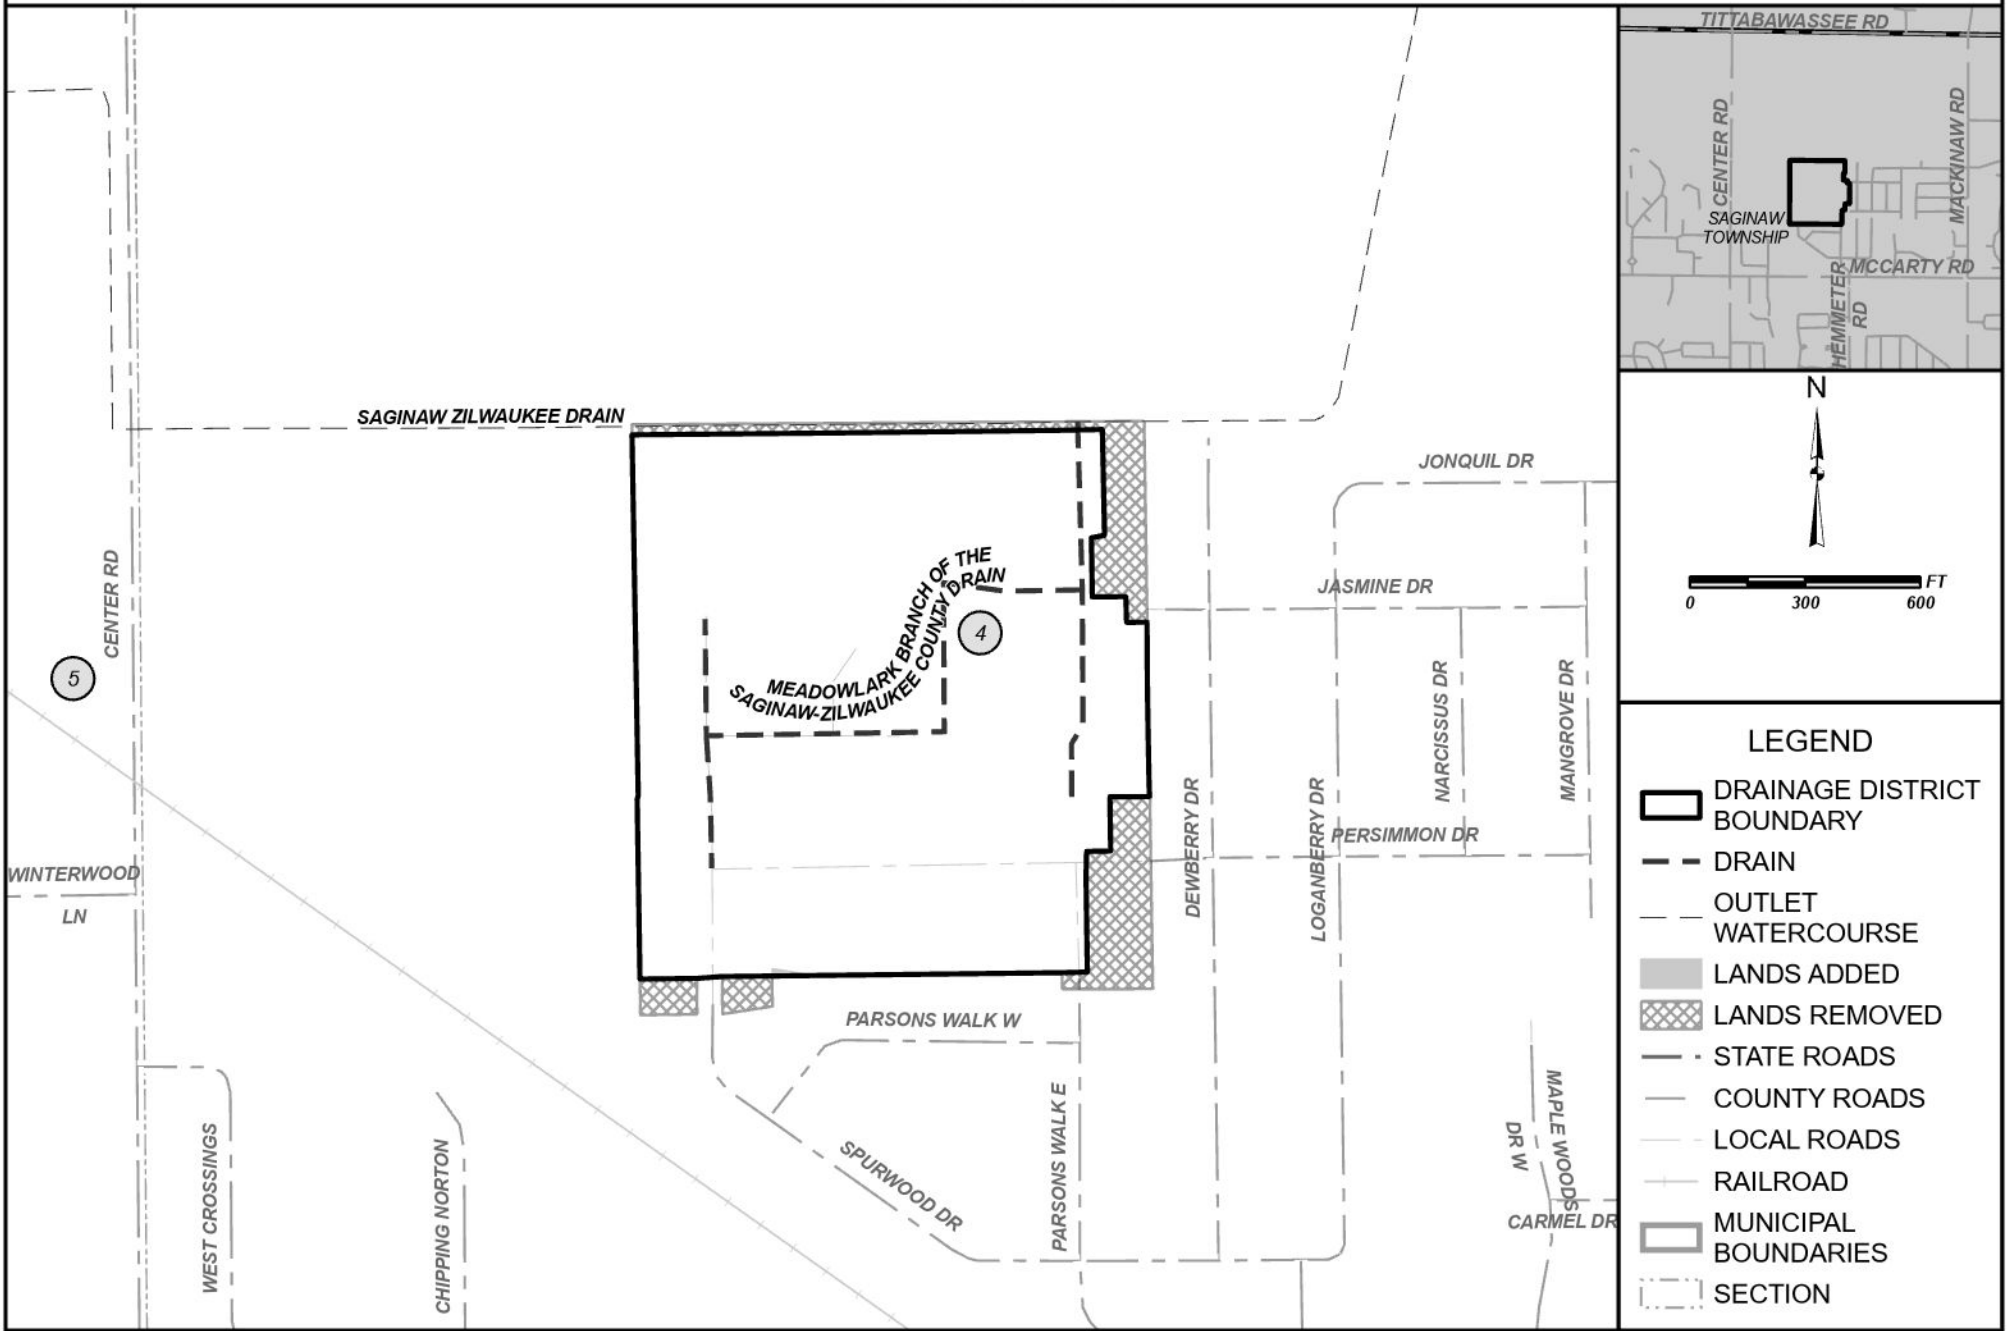 SAGINAW ZILWAUKEE DRAIN
CENTER RD
5
WINTERWOOD
LN
WEST CROSSINGS
CHIPPING NORTON
MEADOWLARK BRANCH OF THE
SAGINAW-ZILWAUKEE COUNTY DRAIN
4
PARSONS WALK W
SPURWOOD DR
PARSONS WALK E
JONQUIL DR
JASMINE DR
DEWBERRY DR
LOGANBERRY DR
NARCISSUS DR
MANGROVE DR
PERSIMMON DR
MAPLE WOODS
DR W
CARMEL DR
TITTABAWASSEE RD
CENTER RD
MACKINAW RD
SAGINAW
TOWNSHIP
MCCARTY RD
HEMMETER
RD
N
FT
0 300 600
LEGEND
DRAINAGE DISTRICT
BOUNDARY
DRAIN
OUTLET
WATERCOURSE
LANDS ADDED
LANDS REMOVED
STATE ROADS
COUNTY ROADS
LOCAL ROADS
RAILROAD
MUNICIPAL
BOUNDARIES
SECTION